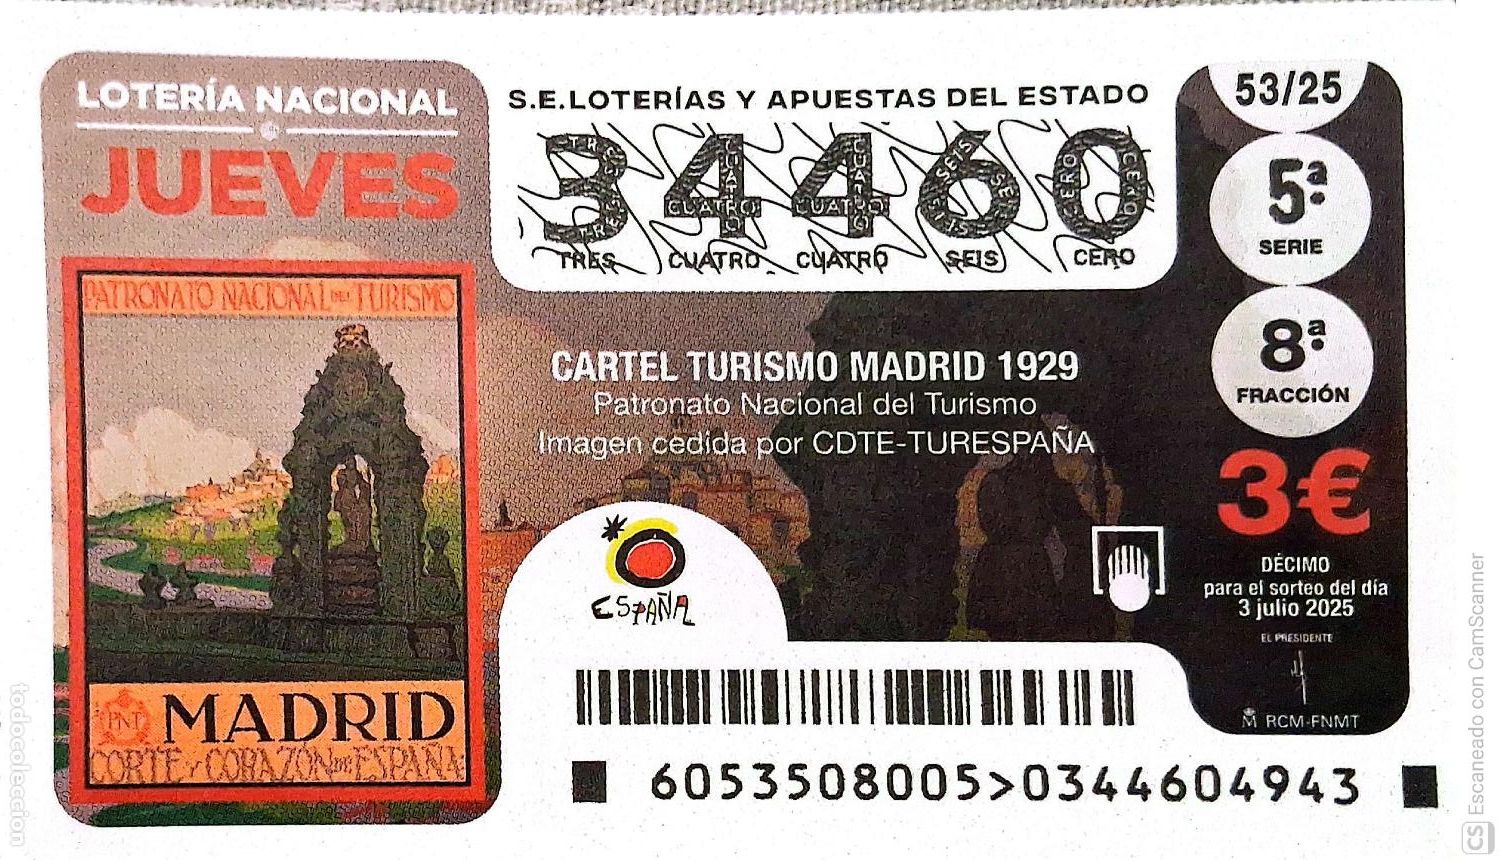 LOTERÍA NACIONAL
JUEVES
PATRONATO NACIONAL DEL TURISMO
PNT
MADRID
CORTE Y CORAZÓN DE ESPAÑA
S.E.LOTERÍAS Y APUESTAS DEL ESTADO
34460
TRES CUATRO CUATRO SEIS CERO
CARTEL TURISMO MADRID 1929
Patronato Nacional del Turismo
Imagen cedida por CDTE-TURESPAÑA
ESPAÑA
53/25
5ª
SERIE
8ª
FRACCIÓN
3€
DÉCIMO
para el sorteo del día
3 julio 2025
EL PRESIDENTE
RCM-FNMT
6053508005>0344604943
todocoleccion
CS Escaneado con CamScanner